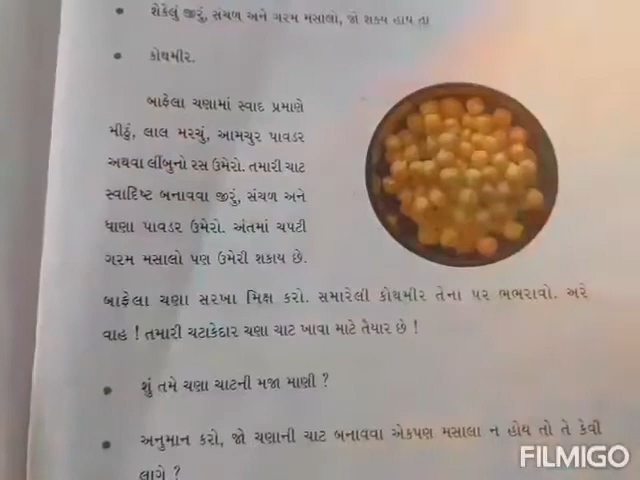 શેકેલું જીરું, સંચળ અને ગરમ મસાલો, જો શક્ય હોય તો
કોથમીર.
બાફેલા ચણામાં સ્વાદ પ્રમાણે
મીઠું, લાલ મરચું, આમચુર પાવડર
અથવા લીંબુનો રસ ઉમેરો. તમારી ચાટ
સ્વાદિષ્ટ બનાવવા જીરું, સંચળ અને
ધાણા પાવડર ઉમેરો. અંતમાં ચપટી
ગરમ મસાલો પણ ઉમેરી શકાય છે.
બાફેલા ચણા સરખા મિક્ષ કરો. સમારેલી કોથમીર તેના પર ભભરાવો. અરે
વાહ ! તમારી ચટાકેદાર ચણા ચાટ ખાવા માટે તૈયાર છે !
શું તમે ચણા ચાટની મજા માણી ?
અનુમાન કરો, જો ચણાની ચાટ બનાવવા એકપણ મસાલા ન હોય તો તે કેવી
લાગે ?
FILMIGO